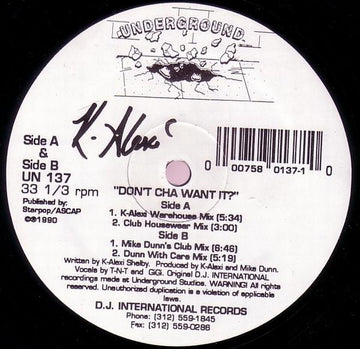 UNDERGROUND
K-Alexi
Side A
&
Side B
UN 137
33 1/3 rpm
Published by:
Starpop/ASCAP
©℗1990
0 00758 0137-1 0
"DON'T CHA WANT IT?"
Side A
1. K-Alexi Warehouse Mix (5:34)
2. Club Housewear Mix (3:00)
Side B
1. Mike Dunn's Club Mix (6:46)
2. Dunn With Care Mix (5:19)
Written by K-Alexi Shelby. Produced by K-Alexi and Mike Dunn.
Vocals by T-N-T and GiGi. Original D.J. INTERNATIONAL
recordings made at Underground Studios. WARNING! All rights
reserved. Unauthorized duplication is a violation of applicable
laws.
D.J. INTERNATIONAL RECORDS
Phone: (312) 559-1845
Fax: (312) 559-0286